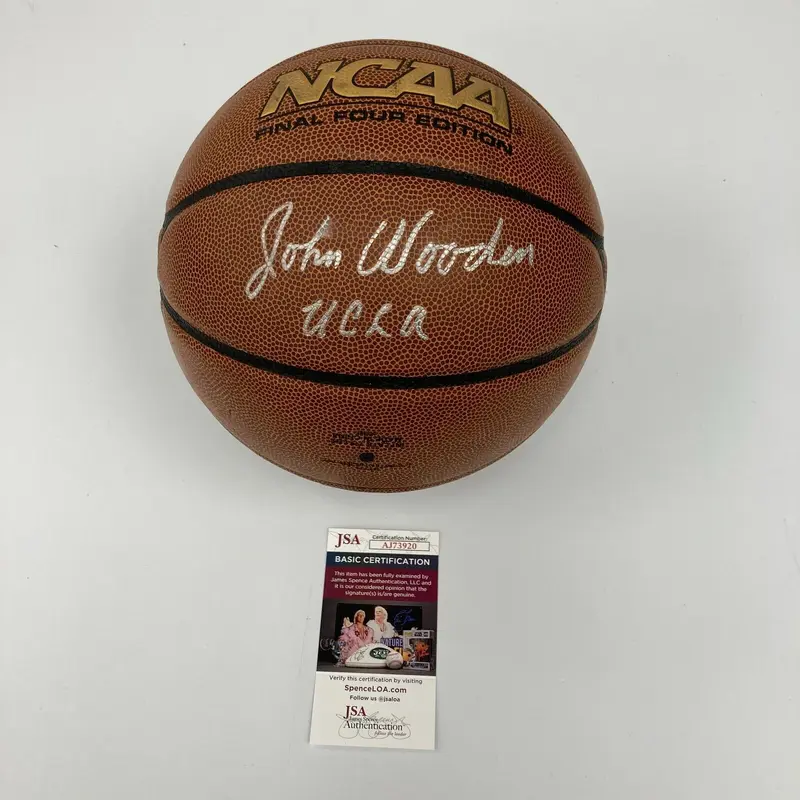 NCAA
FINAL FOUR EDITION
John Wooden
UCLA
JSA
Certification Number:
AJ73920
BASIC CERTIFICATION
This item has been fully examined by
James Spence Authentication, LLC and
it is our considered opinion that the
signature(s) is/are genuine.
Verify this certification by visiting
SpenceLOA.com
Follow us @jsaloa
JSA
James Spence
Authentication